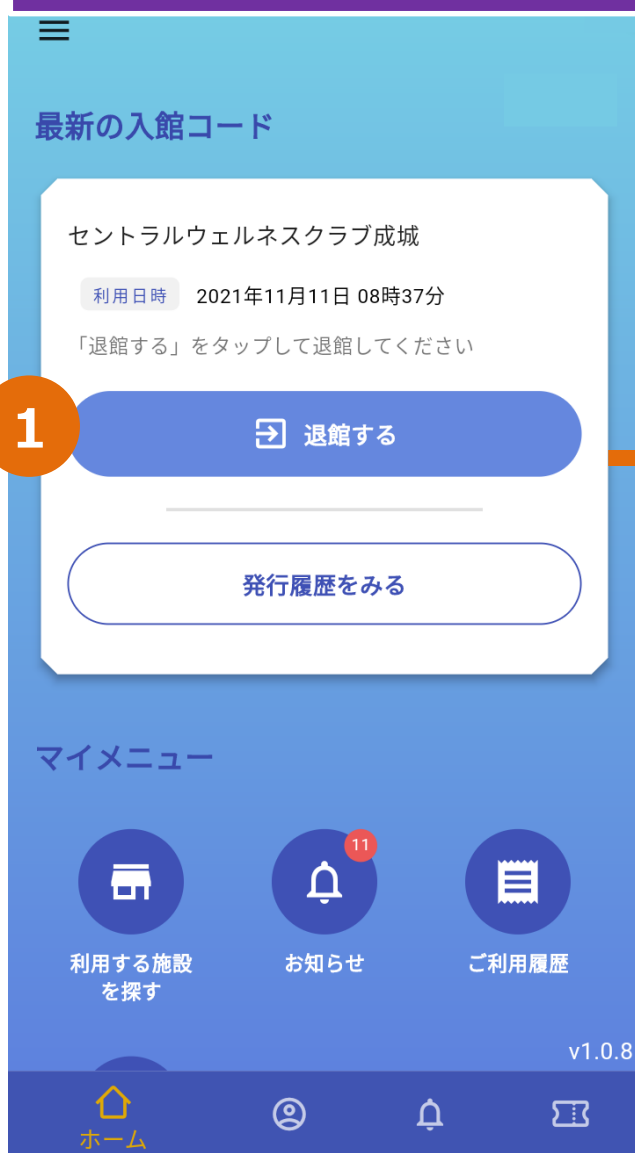 最新の入館コード
セントラルウェルネスクラブ成城
利用日時 2021年11月11日 08時37分
「退館する」をタップして退館してください
1
退館する
発行履歴をみる
マイメニュー
11
利用する施設
を探す
お知らせ
ご利用履歴
v1.0.8
ホーム